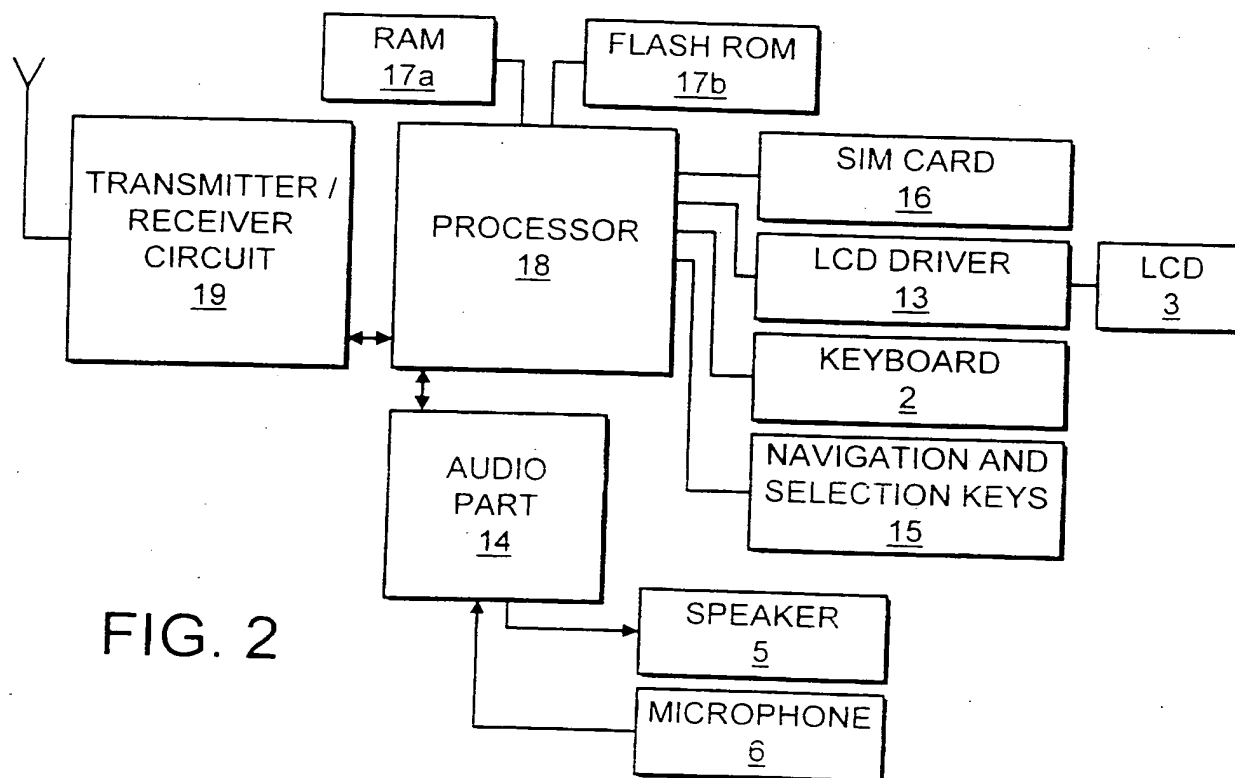 RAM
17a
FLASH ROM
17b
TRANSMITTER /
RECEIVER
CIRCUIT
19
PROCESSOR
18
SIM CARD
16
LCD DRIVER
13
LCD
3
KEYBOARD
2
NAVIGATION AND
SELECTION KEYS
15
AUDIO
PART
14
SPEAKER
5
MICROPHONE
6
FIG. 2